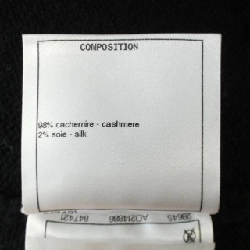 COMPOSITION
98% cachemire - cashmere
2% soie - silk